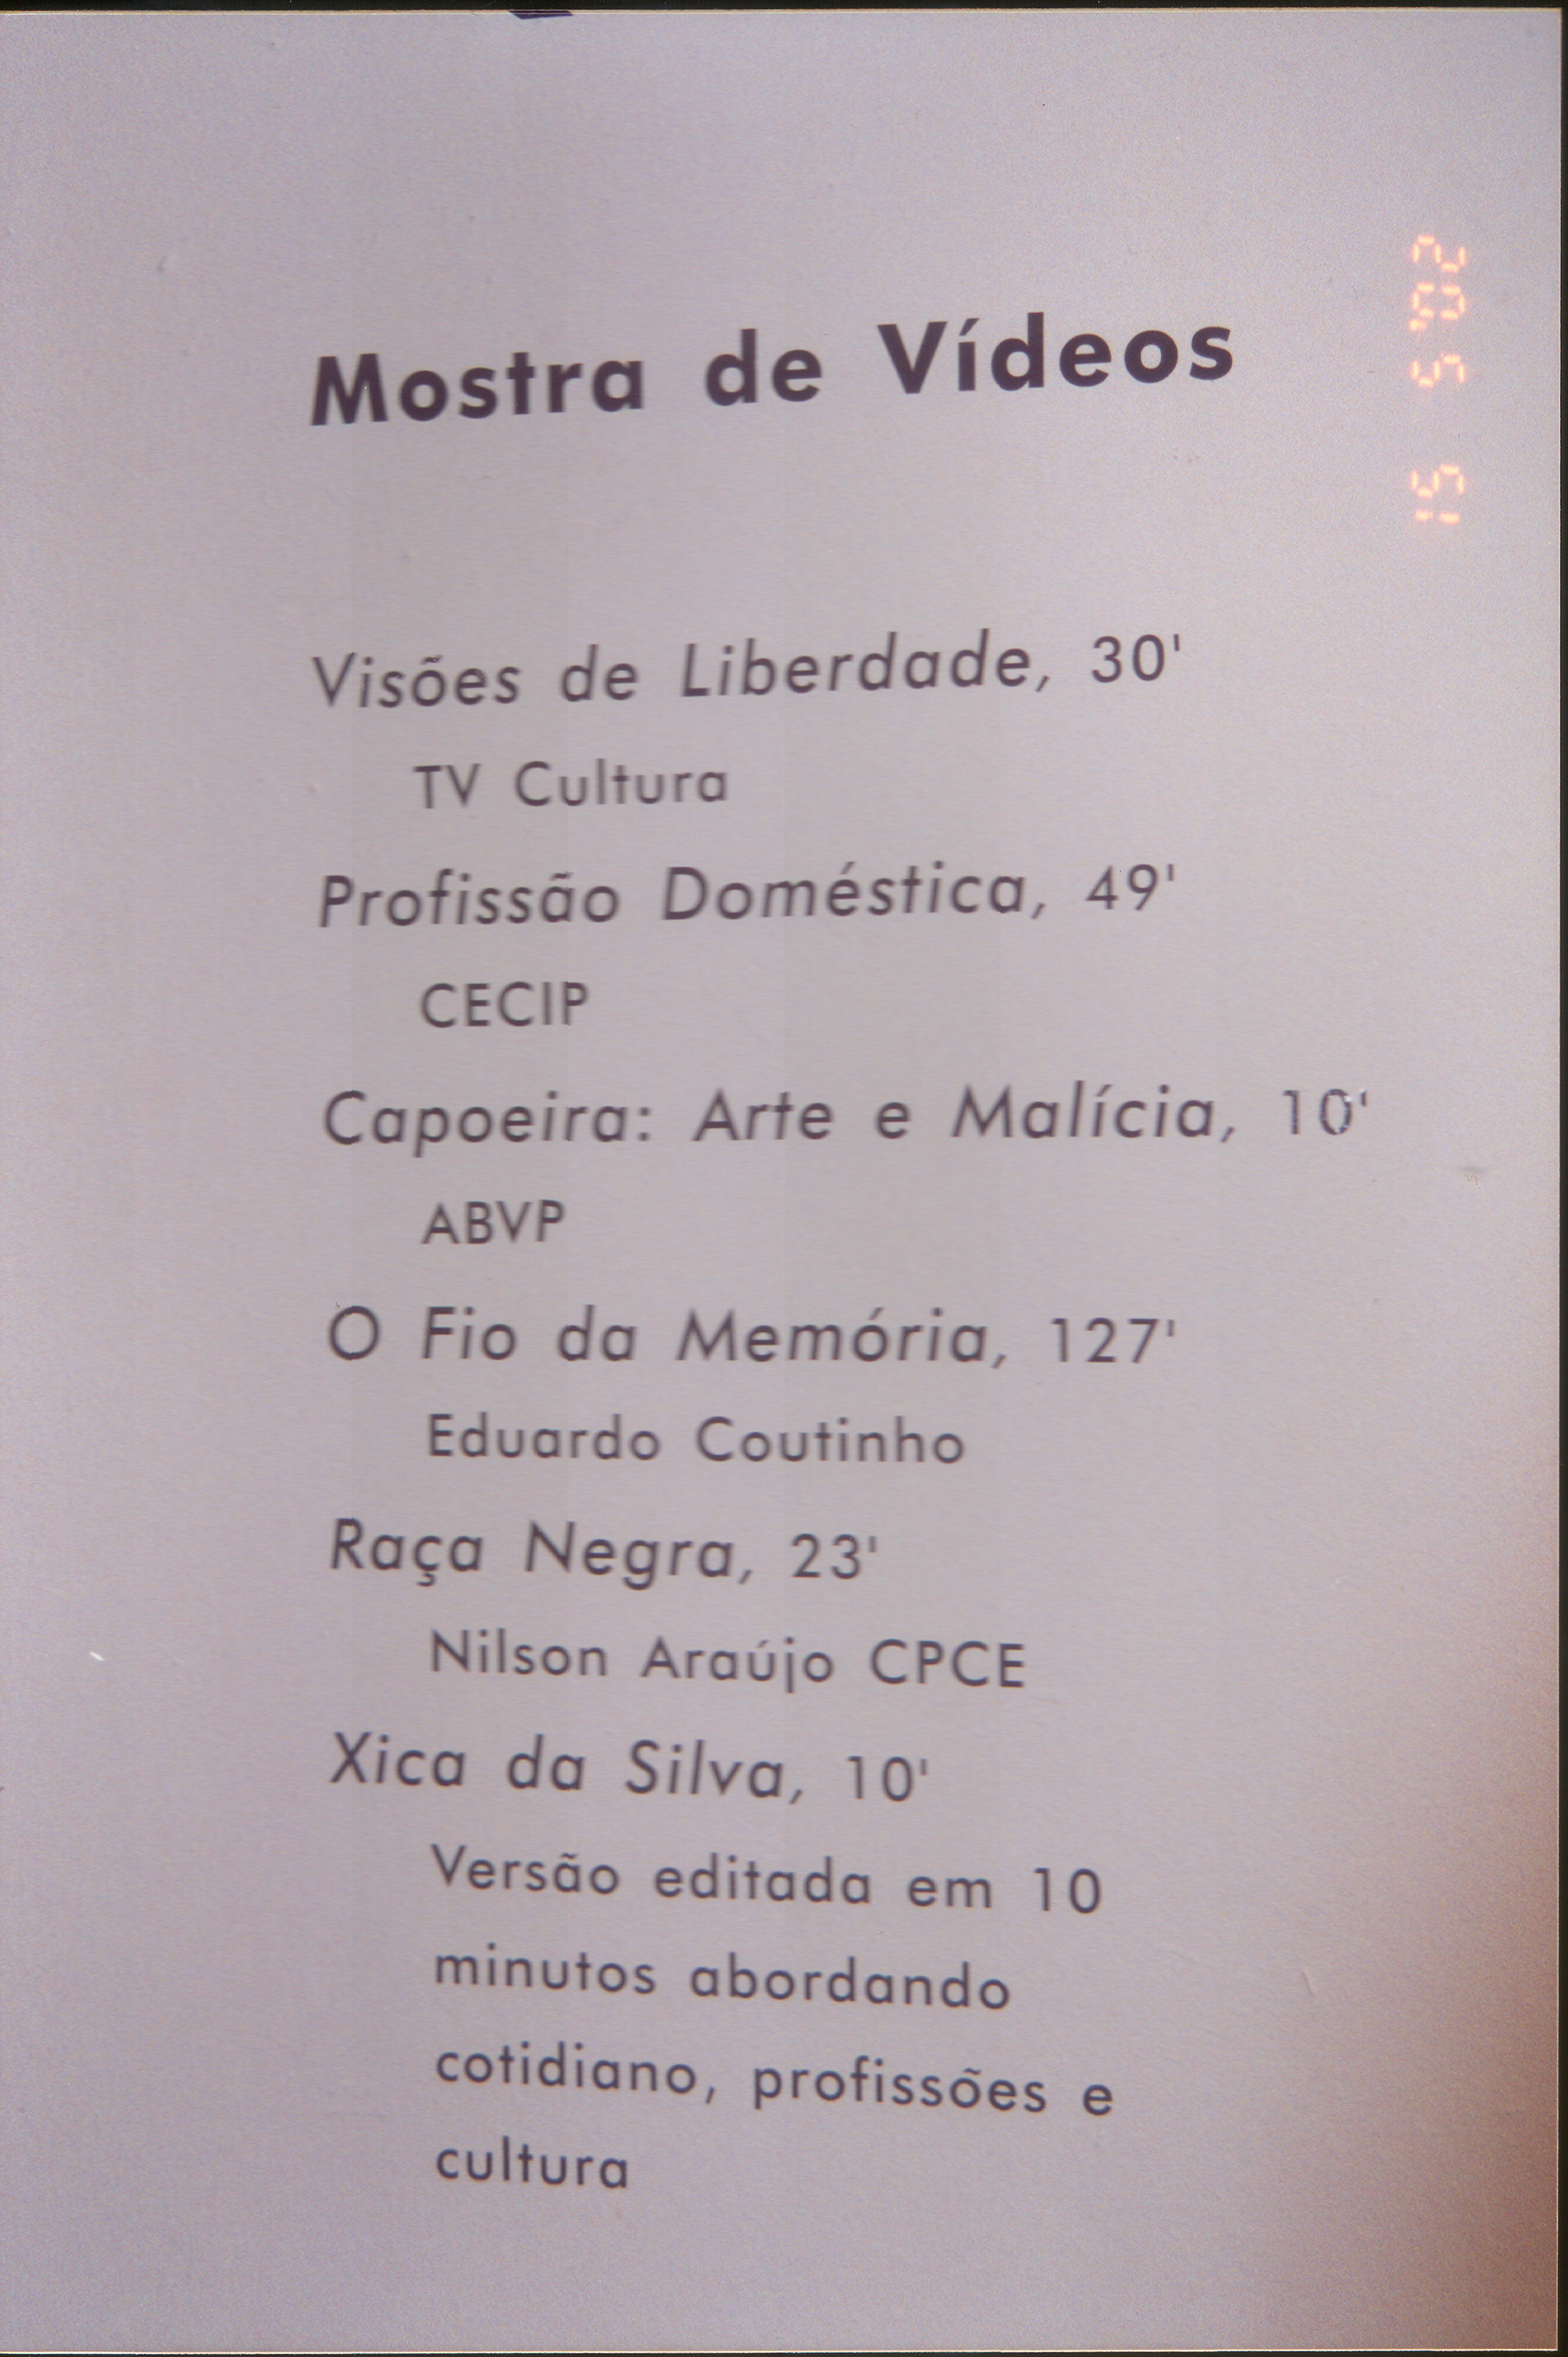 Mostra de Vídeos
Visões de Liberdade, 30'
TV Cultura
Profissão Doméstica, 49'
CECIP
Capoeira: Arte e Malícia, 10'
ABVP
O Fio da Memória, 127'
Eduardo Coutinho
Raça Negra, 23'
Nilson Araújo CPCE
Xica da Silva, 10'
Versão editada em 10
minutos abordando
cotidiano, profissões e
cultura
15 5 '02